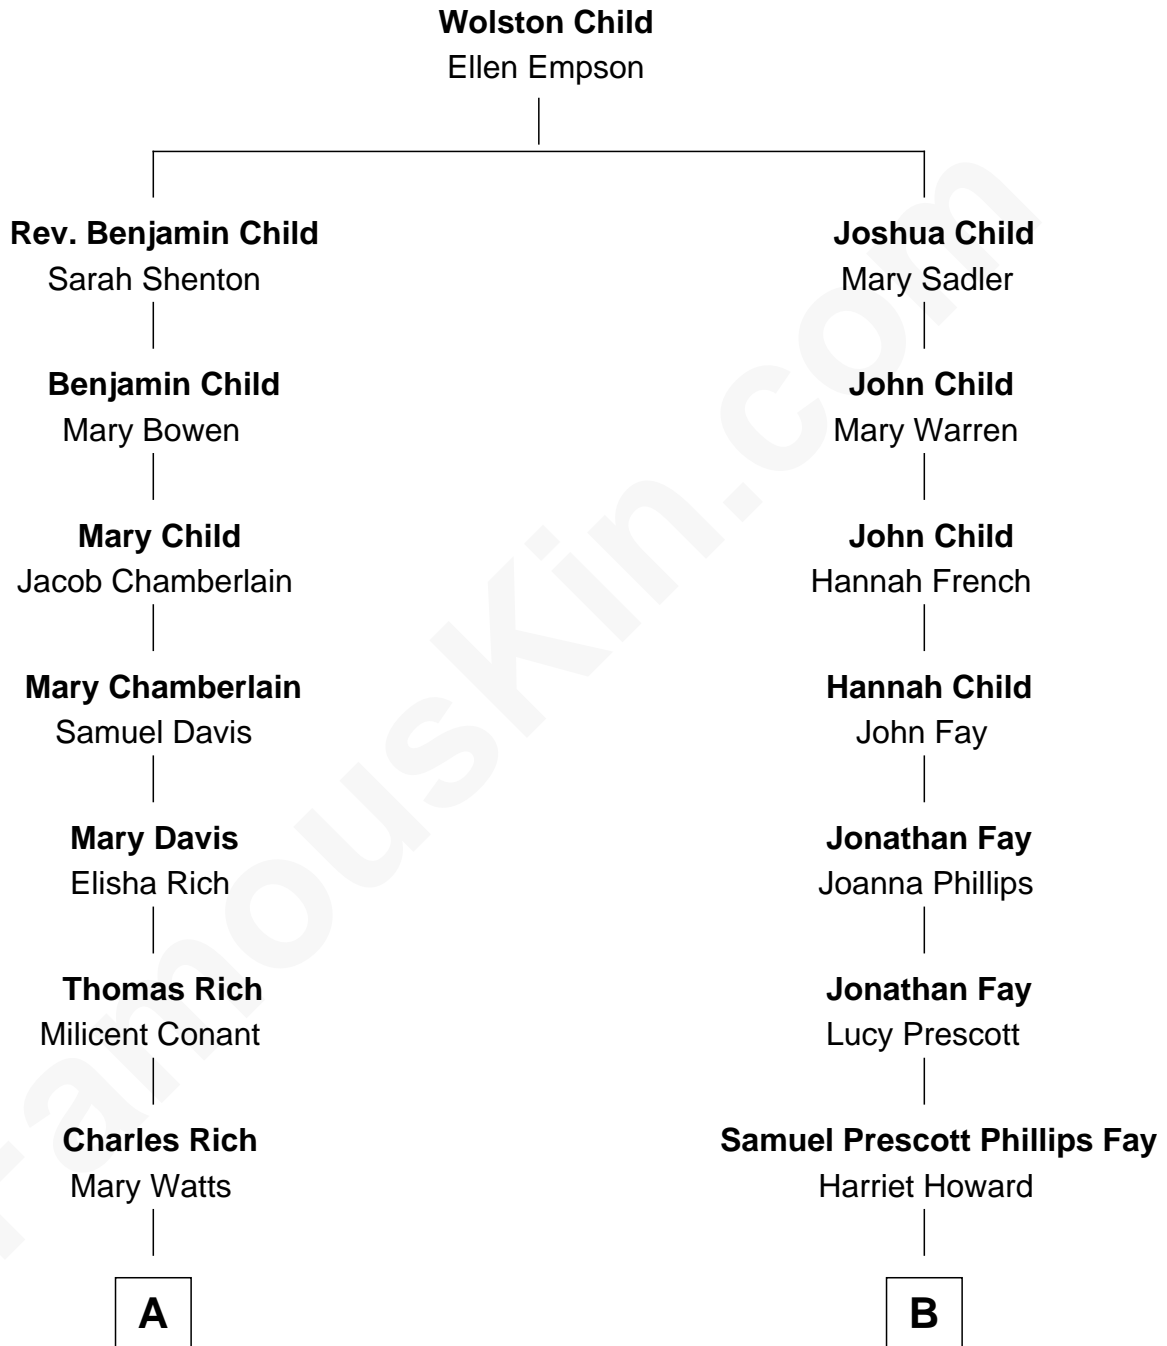 Wolston Child
Ellen Empson
Rev. Benjamin Child
Sarah Shenton
Joshua Child
Mary Sadler
Benjamin Child
Mary Bowen
John Child
Mary Warren
Mary Child
Jacob Chamberlain
John Child
Hannah French
Mary Chamberlain
Samuel Davis
Hannah Child
John Fay
Mary Davis
Elisha Rich
Jonathan Fay
Joanna Phillips
Thomas Rich
Milicent Conant
Jonathan Fay
Lucy Prescott
Charles Rich
Mary Watts
Samuel Prescott Phillips Fay
Harriet Howard
A
B
FamousKin.com